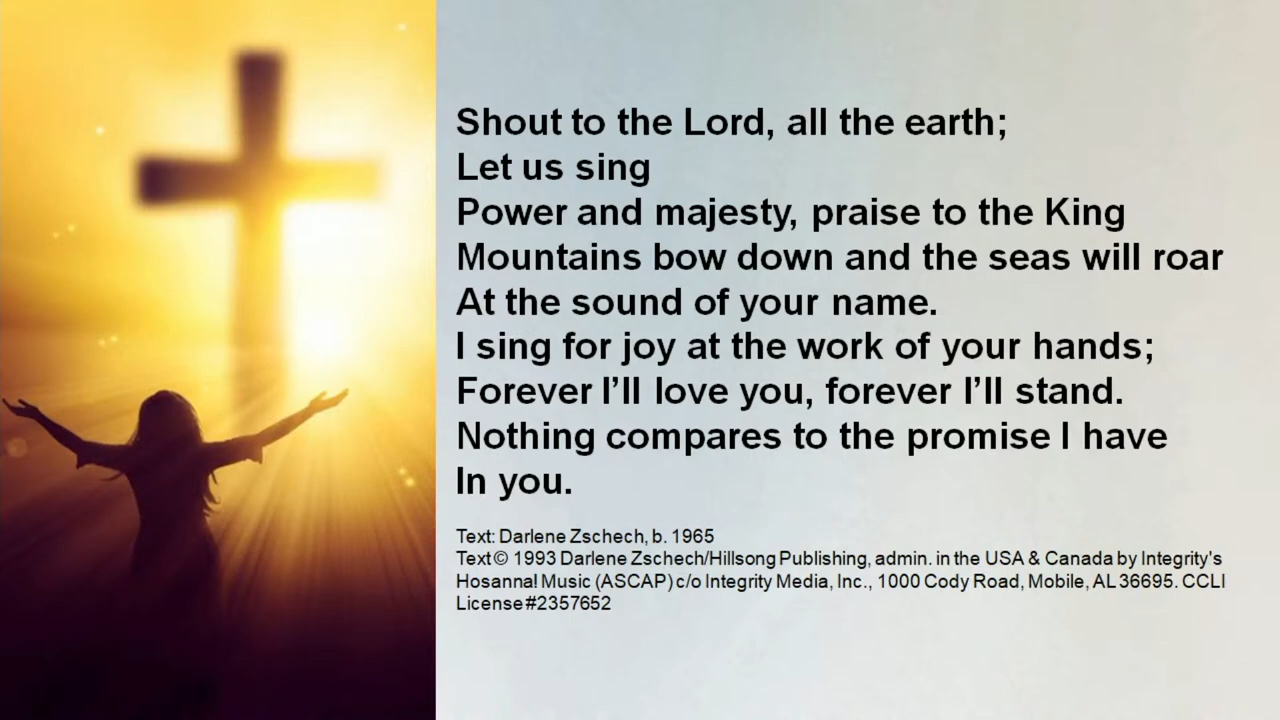 Shout to the Lord, all the earth;
Let us sing
Power and majesty, praise to the King
Mountains bow down and the seas will roar
At the sound of your name.
I sing for joy at the work of your hands;
Forever I’ll love you, forever I’ll stand.
Nothing compares to the promise I have
In you.
Text: Darlene Zschech, b. 1965
Text © 1993 Darlene Zschech/Hillsong Publishing, admin. in the USA & Canada by Integrity's
Hosanna! Music (ASCAP) c/o Integrity Media, Inc., 1000 Cody Road, Mobile, AL 36695. CCLI
License #2357652